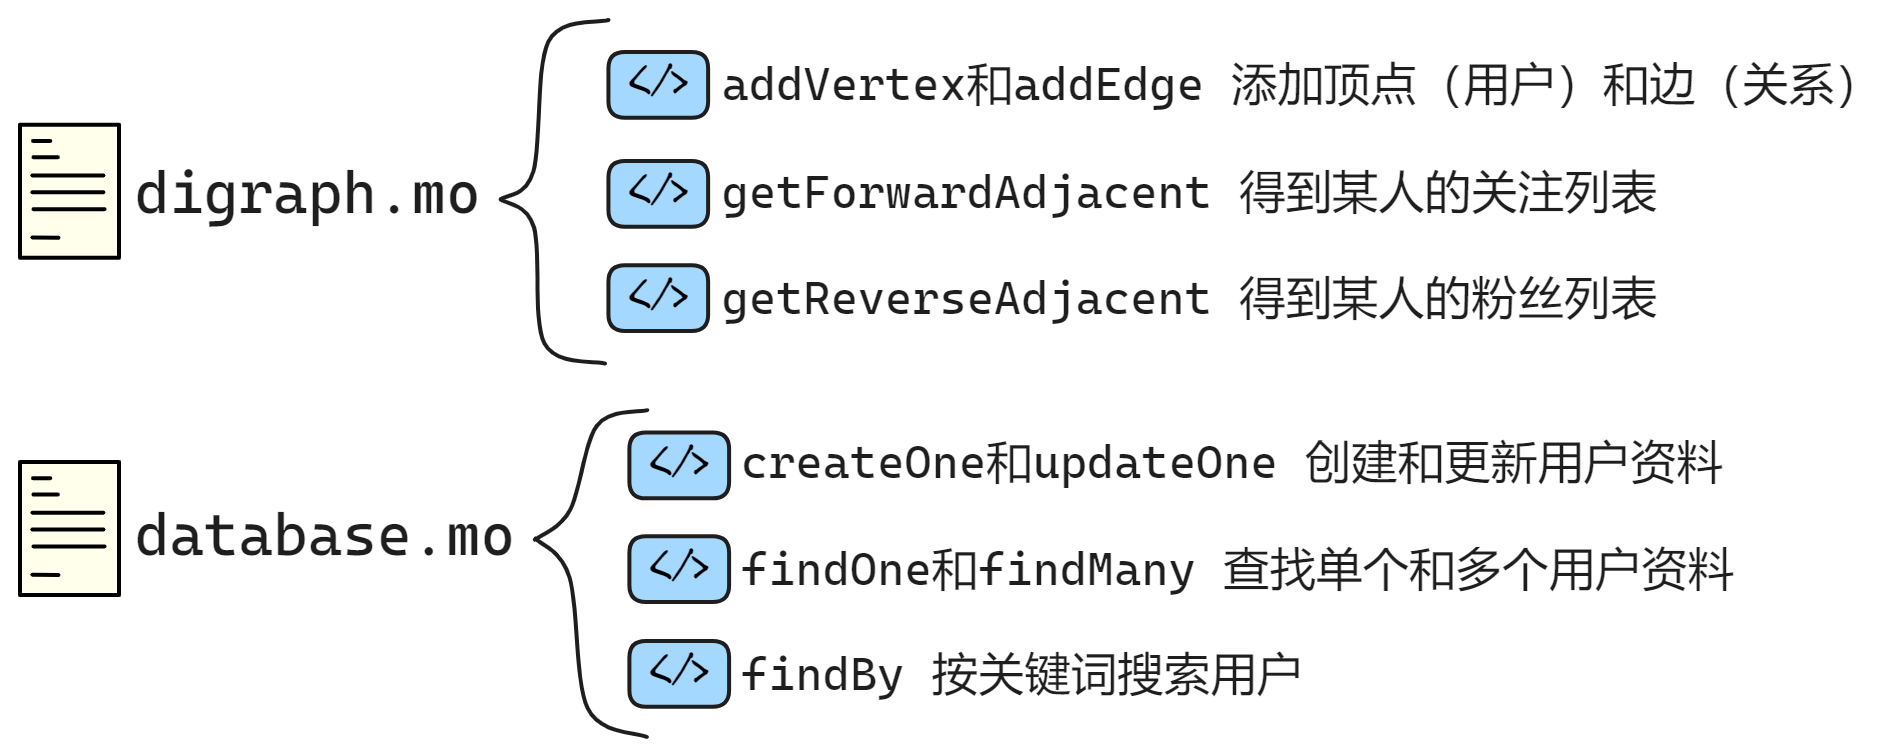 digraph.mo
</> addVertex和addEdge 添加顶点（用户）和边（关系）
</> getForwardAdjacent 得到某人的关注列表
</> getReverseAdjacent 得到某人的粉丝列表
database.mo
</> createOne和updateOne 创建和更新用户资料
</> findOne和findMany 查找单个和多个用户资料
</> findBy 按关键词搜索用户